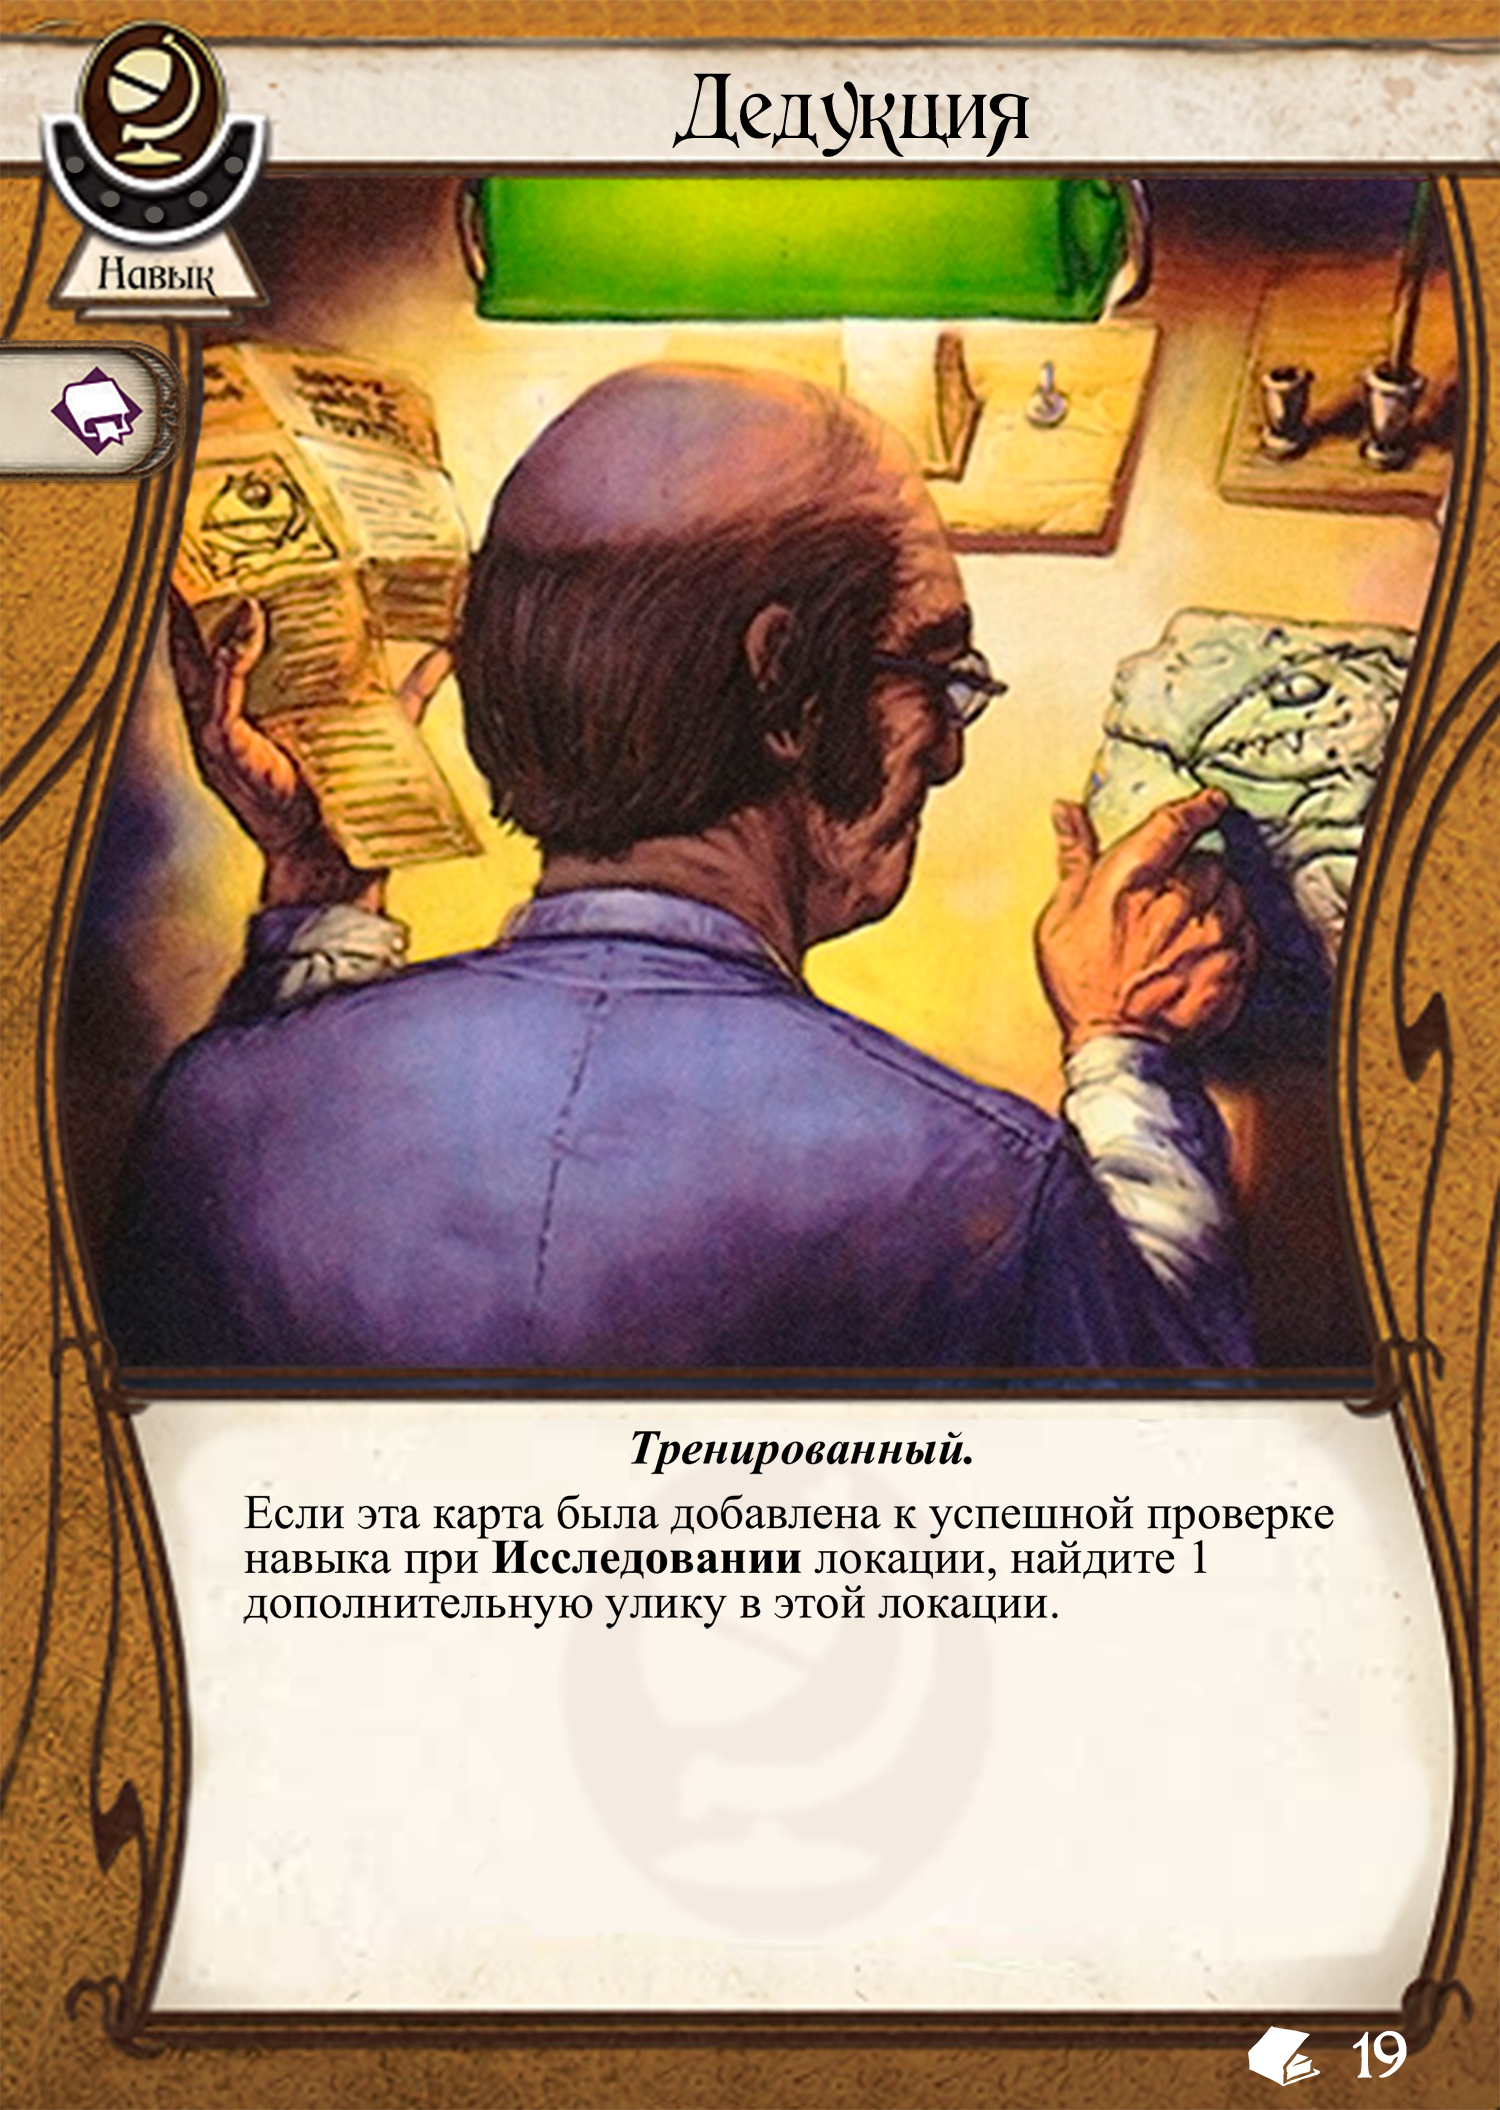 Дедукция
Навык
Тренированный.
Если эта карта была добавлена к успешной проверке
навыка при Исследовании локации, найдите 1
дополнительную улику в этой локации.
19